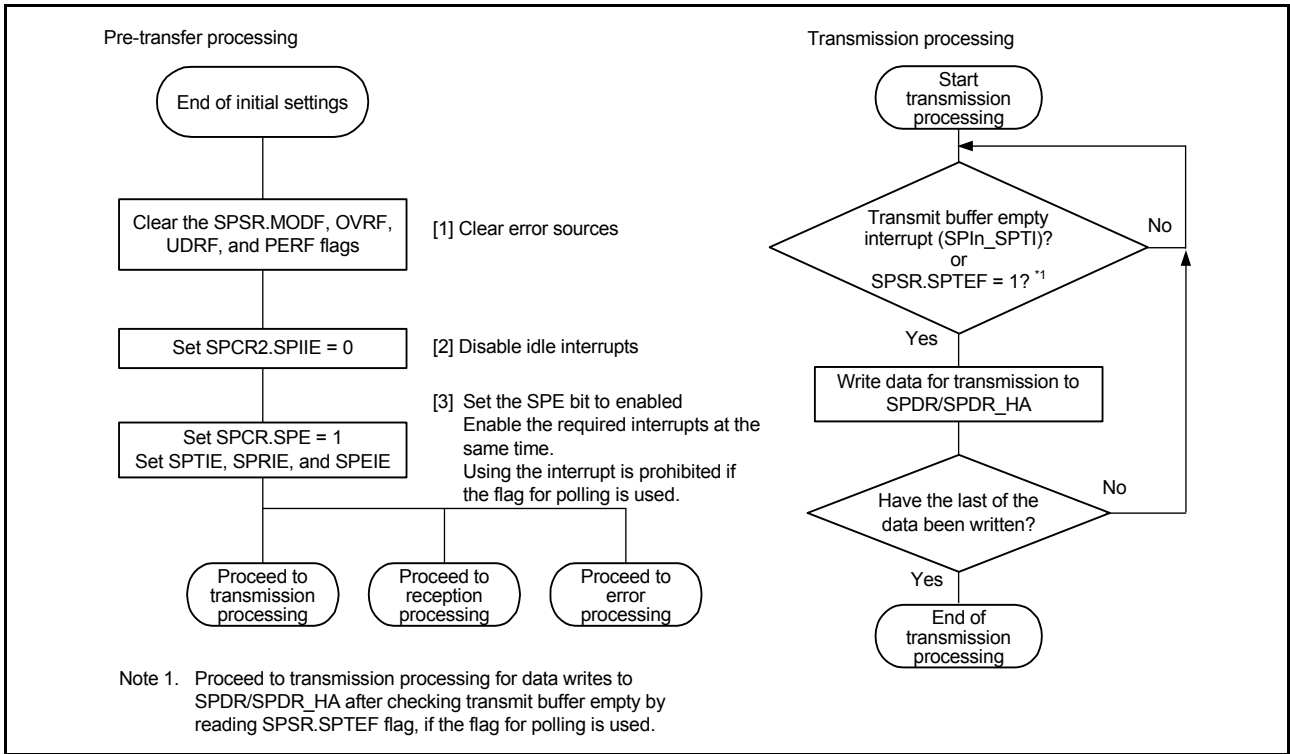 Pre-transfer processing
End of initial settings
Clear the SPSR.MODF, OVRF,
UDRF, and PERF flags
[1] Clear error sources
Set SPCR2.SPIIE = 0
[2] Disable idle interrupts
Set SPCR.SPE = 1
Set SPTIE, SPRIE, and SPEIE
[3] Set the SPE bit to enabled
Enable the required interrupts at the
same time.
Using the interrupt is prohibited if
the flag for polling is used.
Proceed to
transmission
processing
Proceed to
reception
processing
Proceed to
error
processing
Transmission processing
Start
transmission
processing
Transmit buffer empty
interrupt (SPIn_SPTI)?
or
SPSR.SPTEF = 1? *1
No
Yes
Write data for transmission to
SPDR/SPDR_HA
Have the last of the
data been written?
No
Yes
End of
transmission
processing
Note 1. Proceed to transmission processing for data writes to
SPDR/SPDR_HA after checking transmit buffer empty by
reading SPSR.SPTEF flag, if the flag for polling is used.